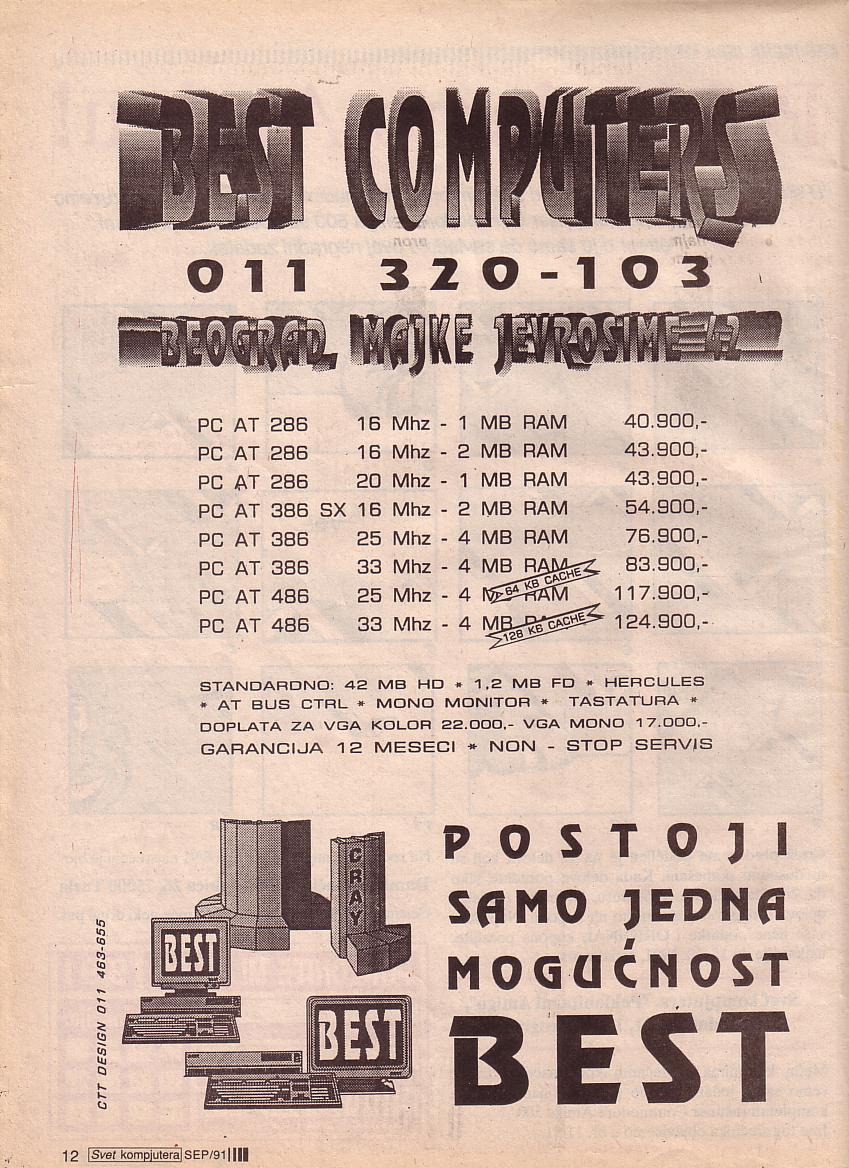 BEST COMPUTERS
011 320-103
BEOGRAD, MAJKE JEVROSIME 42
PC AT 286 16 Mhz - 1 MB RAM 40.900,-
PC AT 286 16 Mhz - 2 MB RAM 43.900,-
PC AT 286 20 Mhz - 1 MB RAM 43.900,-
PC AT 386 SX 16 Mhz - 2 MB RAM 54.900,-
PC AT 386 25 Mhz - 4 MB RAM 76.900,-
PC AT 386 33 Mhz - 4 MB RAM 83.900,-
64 KB CACHE
PC AT 486 25 Mhz - 4 MB RAM 117.900,-
PC AT 486 33 Mhz - 4 MB RAM 124.900,-
128 KB CACHE
STANDARDNO: 42 MB HD * 1,2 MB FD * HERCULES
* AT BUS CTRL * MONO MONITOR * TASTATURA *
DOPLATA ZA VGA KOLOR 22.000,- VGA MONO 17.000,-
GARANCIJA 12 MESECI * NON - STOP SERVIS
CRAY
BEST
BEST
POSTOJI
SAMO JEDNA
MOGUĆNOST
BEST
CTT DESIGN 011 463-655
12 Svet kompjutera SEP/91